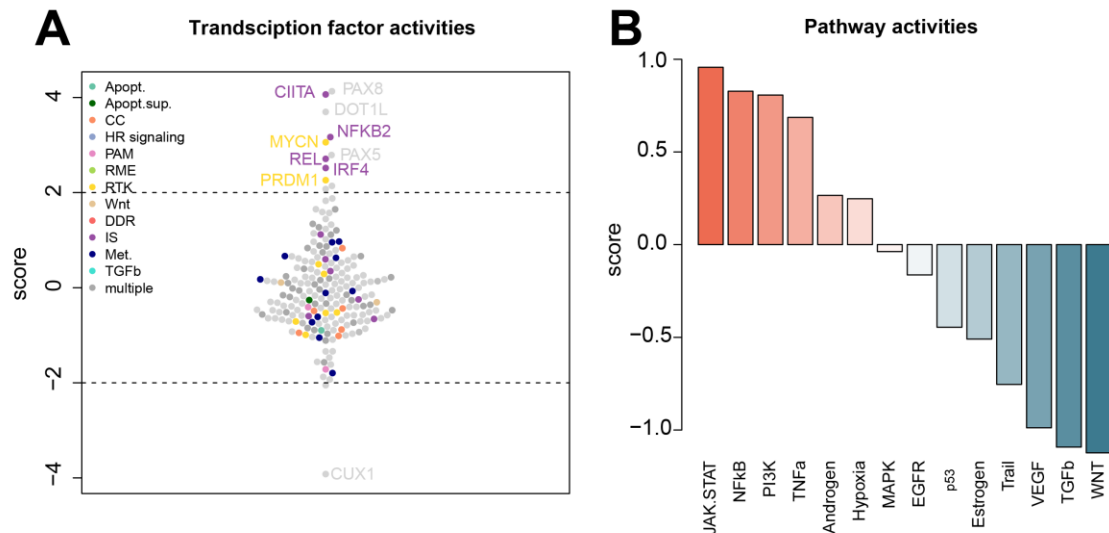 A
Trandsciption factor activities
4
2
0
−2
−4
score
Apopt.
Apopt.sup.
CC
HR signaling
PAM
RME
RTK
Wnt
DDR
IS
Met.
TGFb
multiple
CIITA
PAX8
DOT1L
NFKB2
MYCN
PAX5
REL
IRF4
PRDM1
CUX1
B
Pathway activities
1.0
0.5
0.0
−0.5
−1.0
score
JAK.STAT
NFkB
PI3K
TNFa
Androgen
Hypoxia
MAPK
EGFR
p53
Estrogen
Trail
VEGF
TGFb
WNT